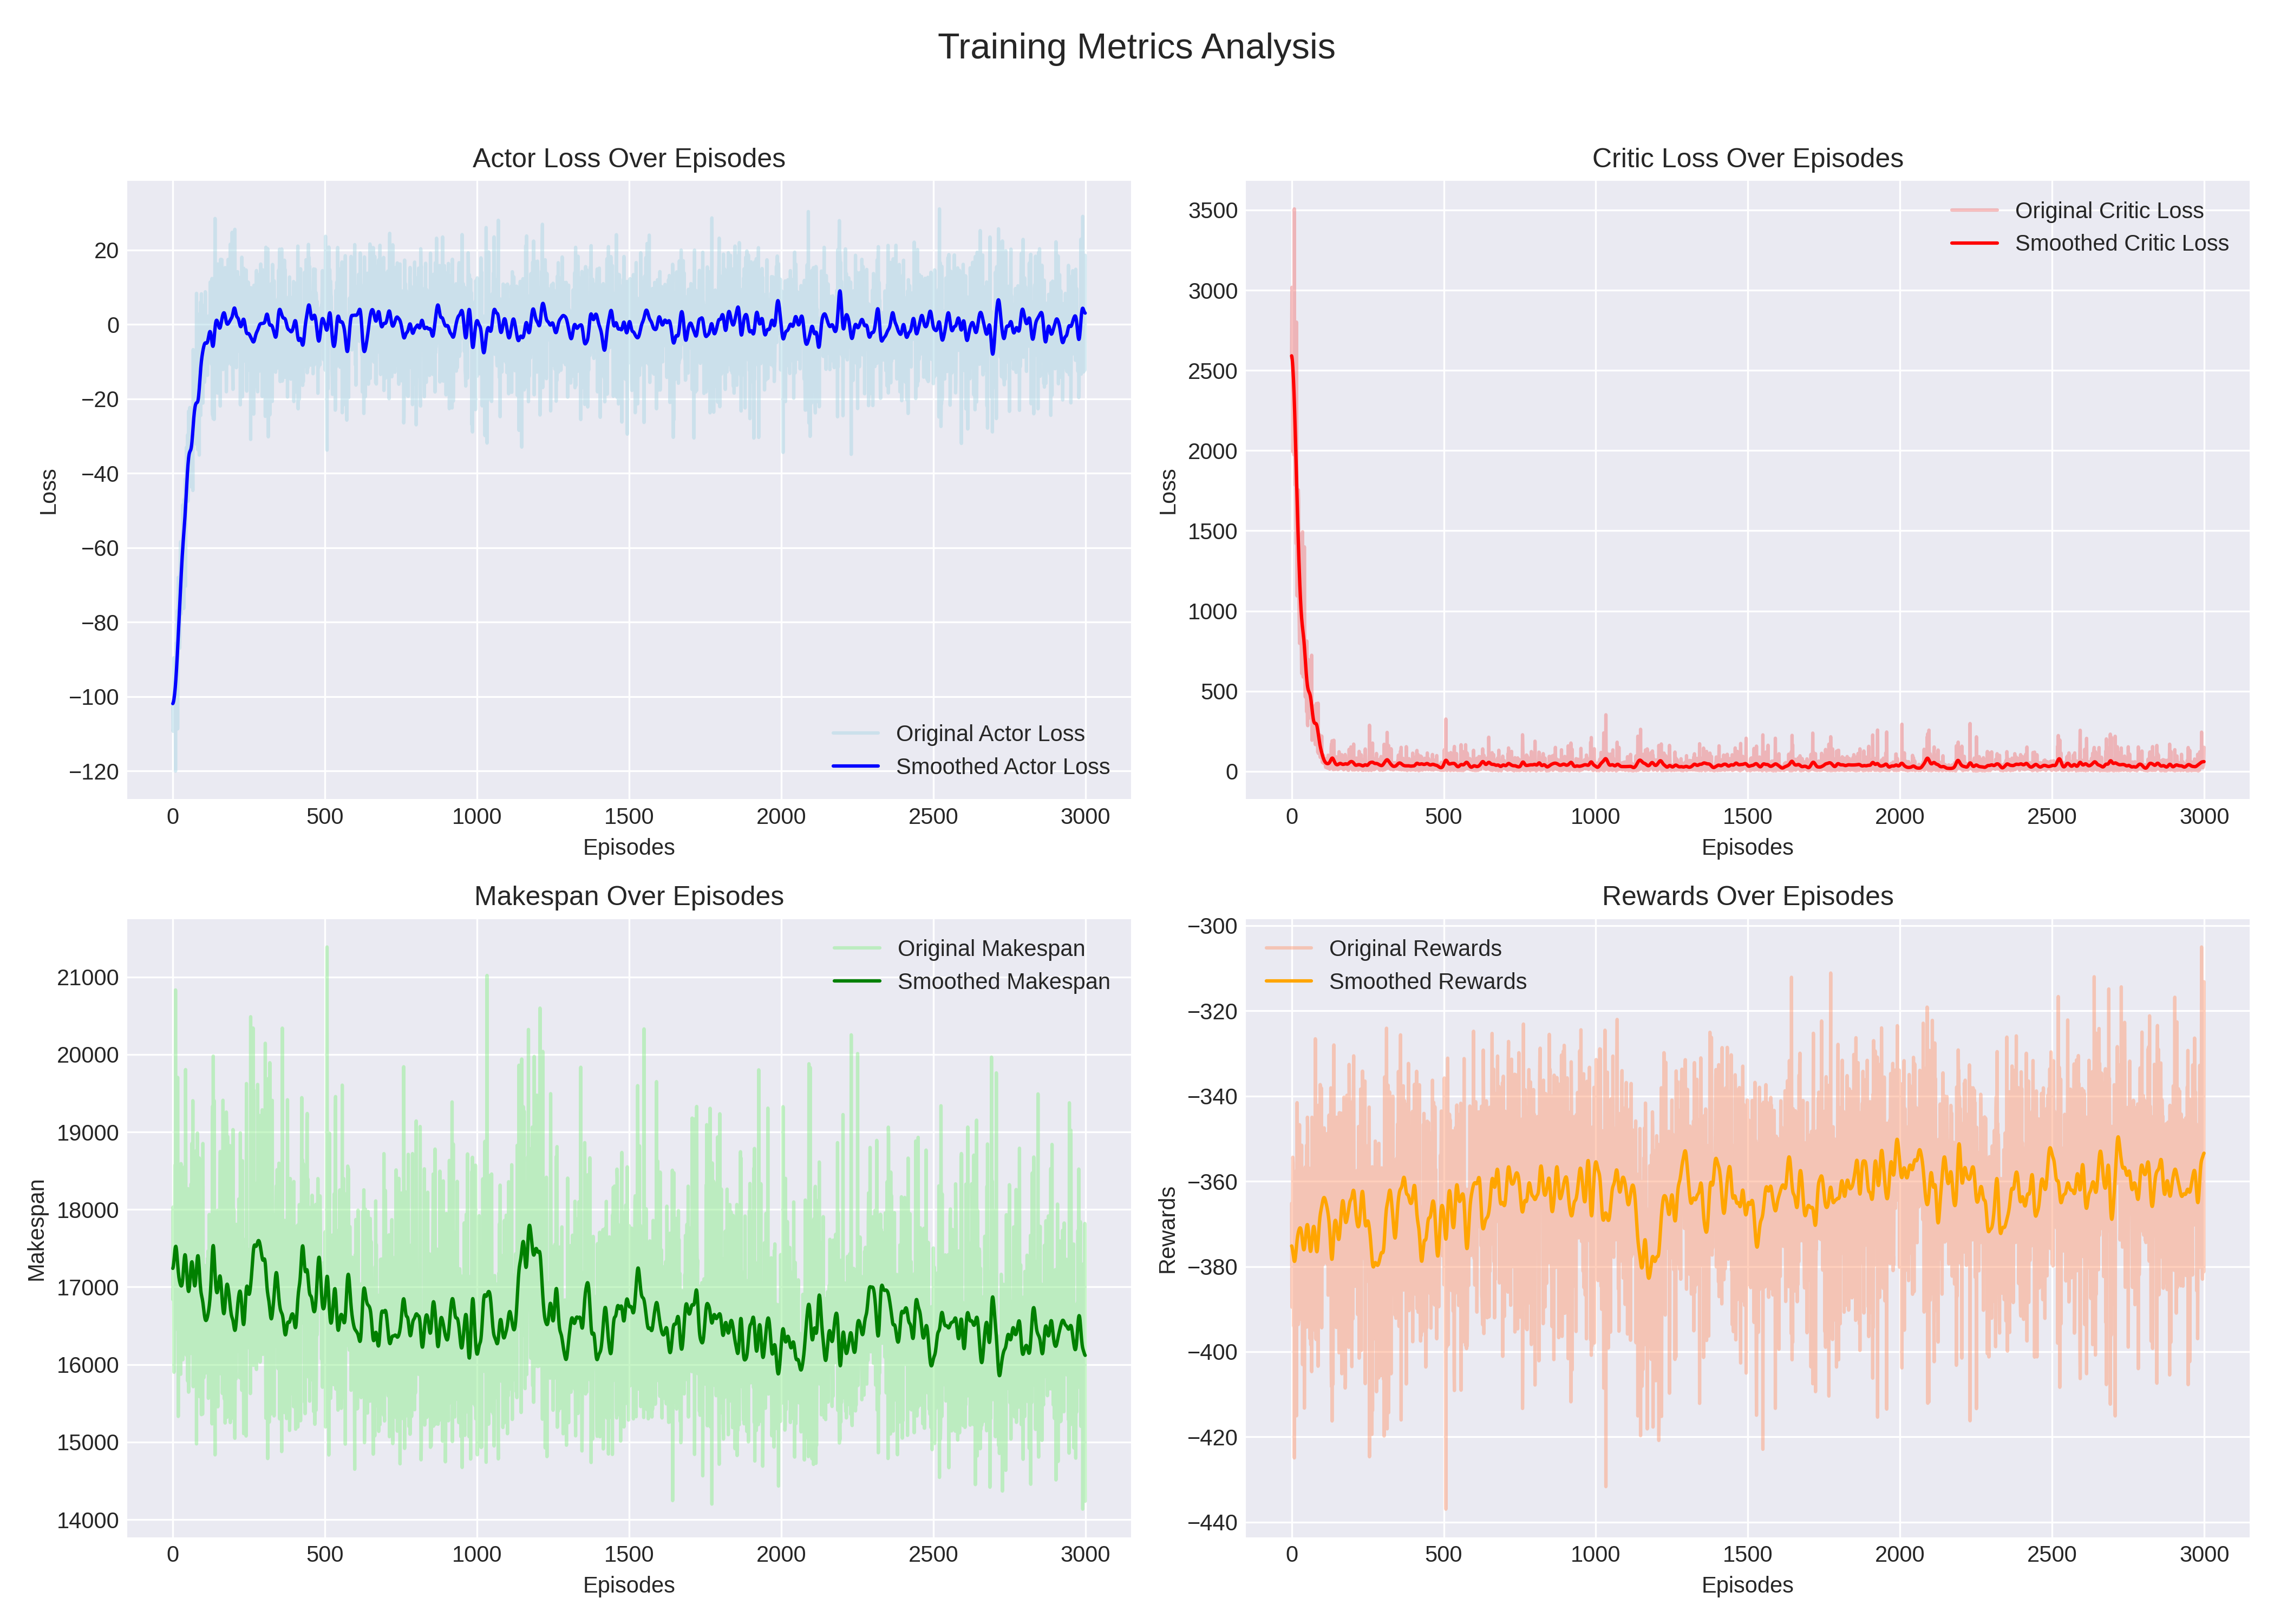 Training Metrics Analysis
Actor Loss Over Episodes
Loss
20
0
−20
−40
−60
−80
−100
−120
Original Actor Loss
Smoothed Actor Loss
0 500 1000 1500 2000 2500 3000
Episodes
Critic Loss Over Episodes
Loss
3500
3000
2500
2000
1500
1000
500
0
Original Critic Loss
Smoothed Critic Loss
0 500 1000 1500 2000 2500 3000
Episodes
Makespan Over Episodes
Makespan
21000
20000
19000
18000
17000
16000
15000
14000
Original Makespan
Smoothed Makespan
0 500 1000 1500 2000 2500 3000
Episodes
Rewards Over Episodes
Rewards
−300
−320
−340
−360
−380
−400
−420
−440
Original Rewards
Smoothed Rewards
0 500 1000 1500 2000 2500 3000
Episodes